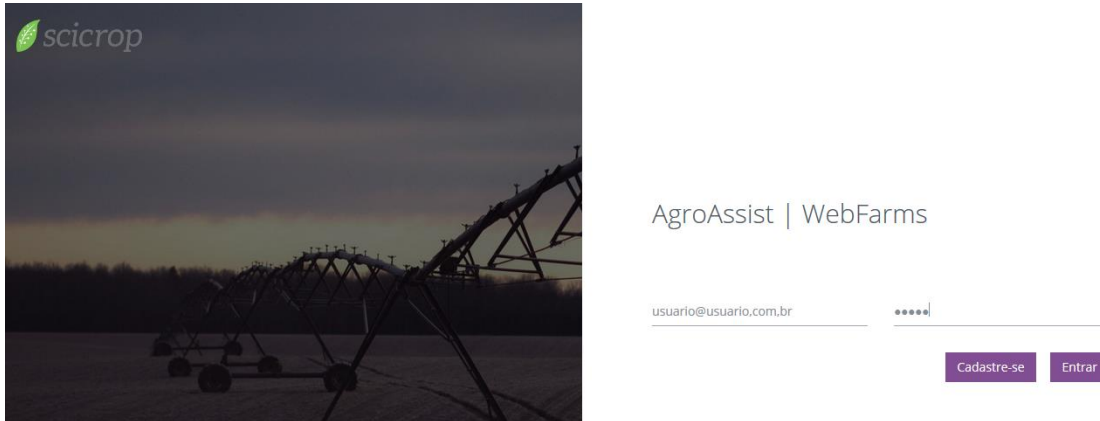 scicrop
AgroAssist | WebFarms
usuario@usuario,com,br
•••••
Cadastre-se
Entrar